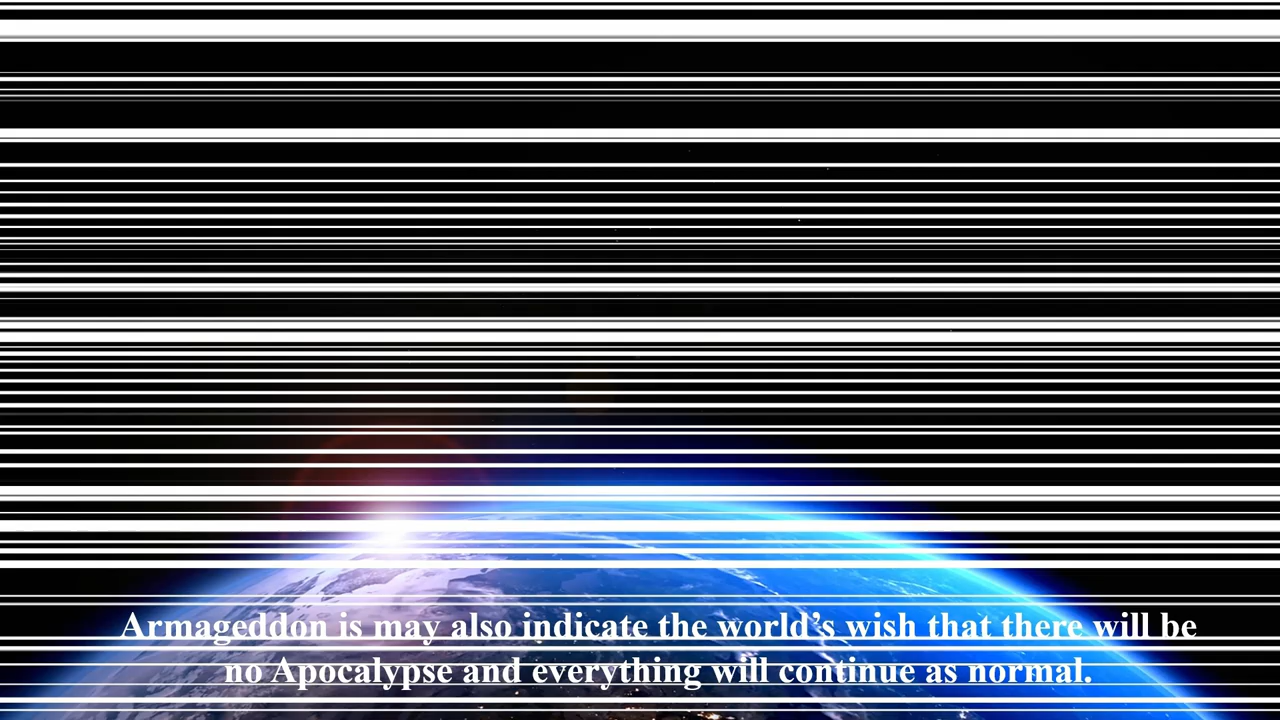 Armageddon is may also indicate the world’s wish that there will be
no Apocalypse and everything will continue as normal.